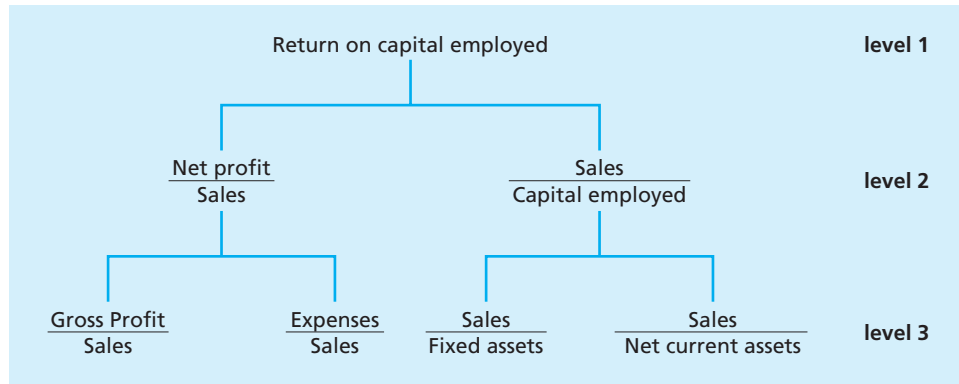 Return on capital employed level 1
Net profit Sales
Sales Capital employed level 2
Gross Profit Expenses Sales Sales
Sales Sales Fixed assets Net current assets level 3